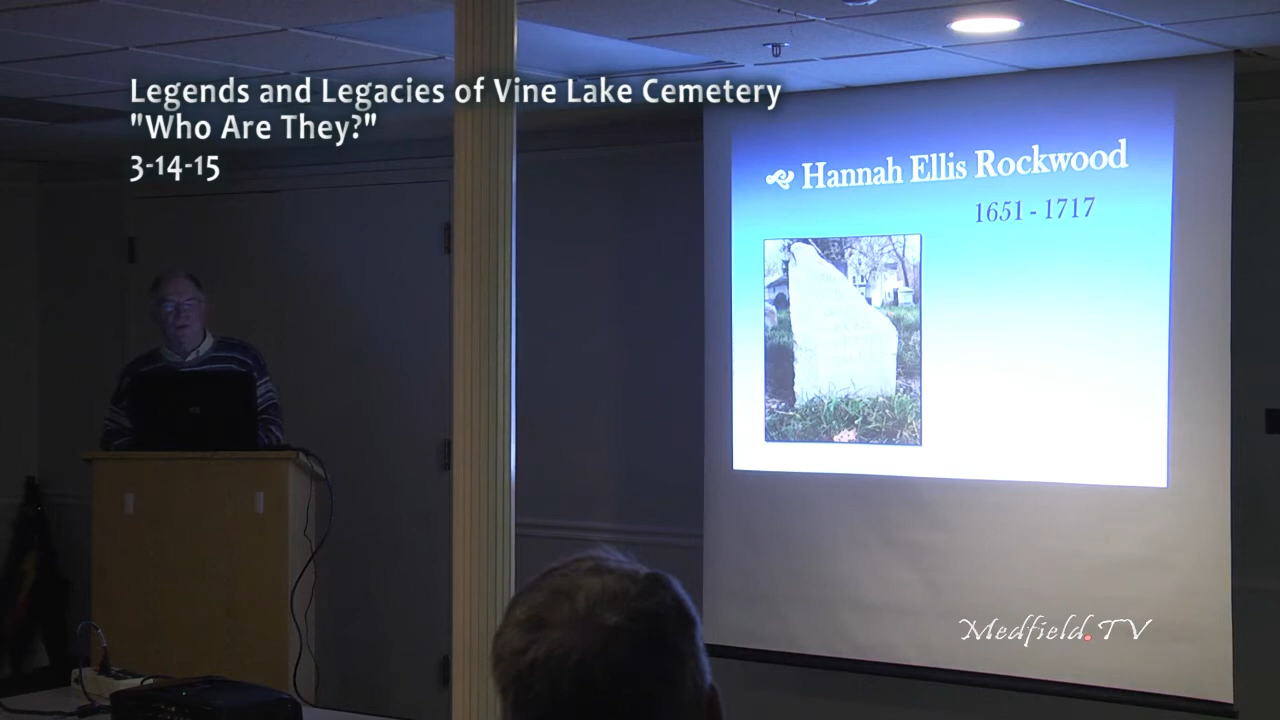 Legends and Legacies of Vine Lake Cemetery
"Who Are They?"
3-14-15
Hannah Ellis Rockwood
1651 - 1717
Medfield.TV